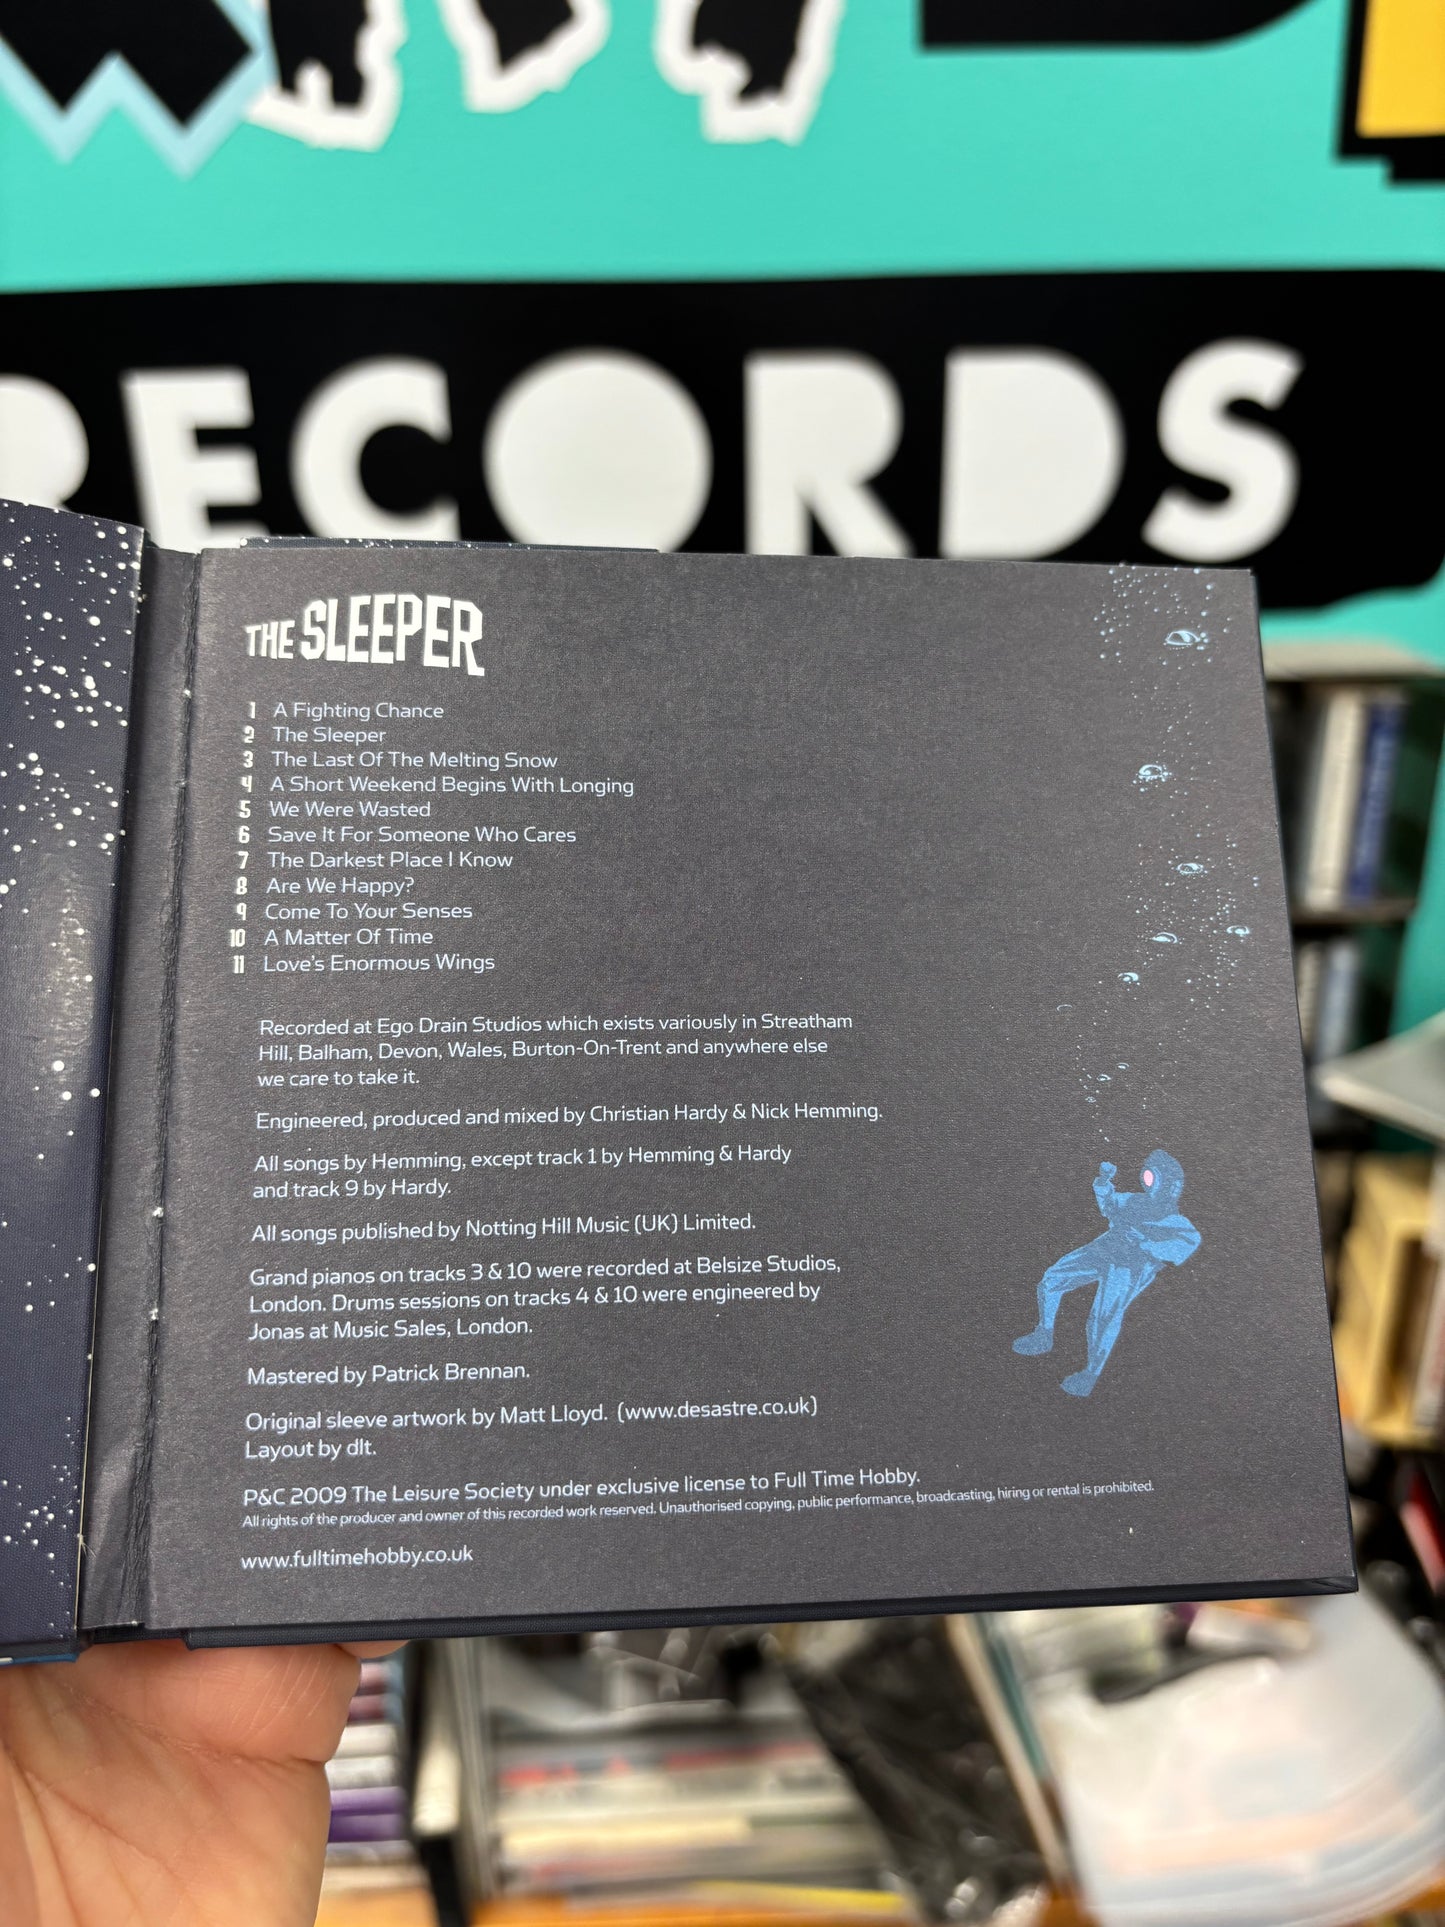 RECORDS
THE SLEEPER
1 A Fighting Chance
2 The Sleeper
3 The Last Of The Melting Snow
4 A Short Weekend Begins With Longing
5 We Were Wasted
6 Save It For Someone Who Cares
7 The Darkest Place I Know
8 Are We Happy?
9 Come To Your Senses
10 A Matter Of Time
11 Love's Enormous Wings
Recorded at Ego Drain Studios which exists variously in Streatham
Hill, Balham, Devon, Wales, Burton-On-Trent and anywhere else
we care to take it.
Engineered, produced and mixed by Christian Hardy & Nick Hemming.
All songs by Hemming, except track 1 by Hemming & Hardy
and track 9 by Hardy.
All songs published by Notting Hill Music (UK) Limited.
Grand pianos on tracks 3 & 10 were recorded at Belsize Studios,
London. Drums sessions on tracks 4 & 10 were engineered by
Jonas at Music Sales, London.
Mastered by Patrick Brennan.
Original sleeve artwork by Matt Lloyd. (www.desastre.co.uk)
Layout by dlt.
P&C 2009 The Leisure Society under exclusive license to Full Time Hobby.
All rights of the producer and owner of this recorded work reserved. Unauthorised copying, public performance, broadcasting, hiring or rental is prohibited.
www.fulltimehobby.co.uk